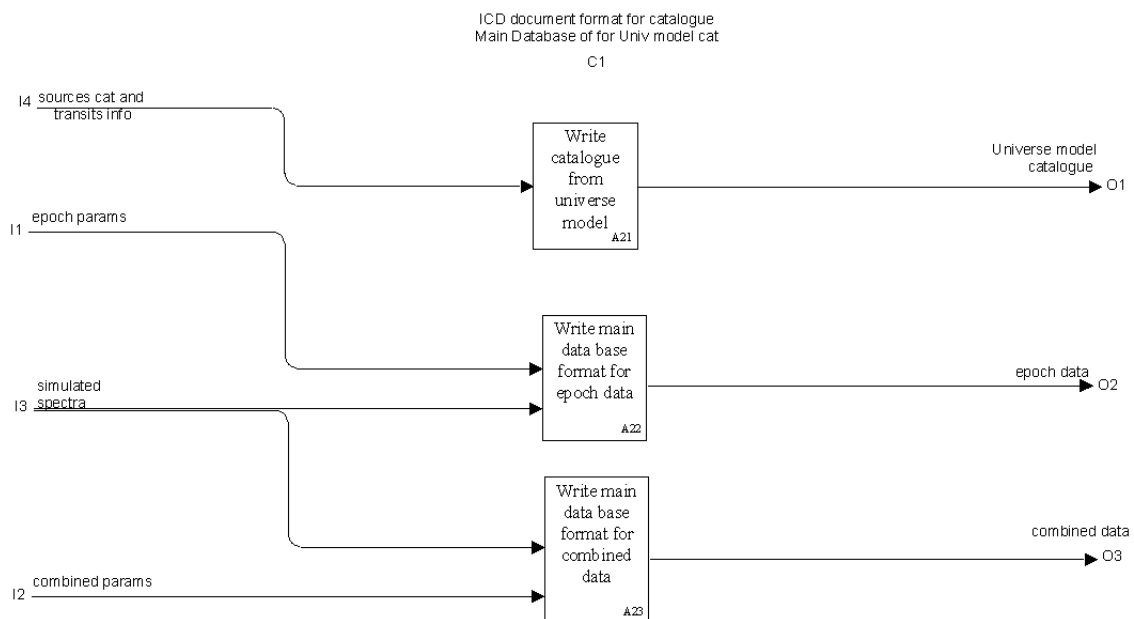 ICD document format for catalogue
Main Database of for Univ model cat
C1
I4
sources cat and
transits info
Write
catalogue
from
universe
model
A21
Universe model
catalogue
O1
I1
epoch params
Write main
data base
format for
epoch data
A22
epoch data
O2
I3
simulated
spectra
Write main
data base
format for
combined
data
A23
combined data
O3
I2
combined params